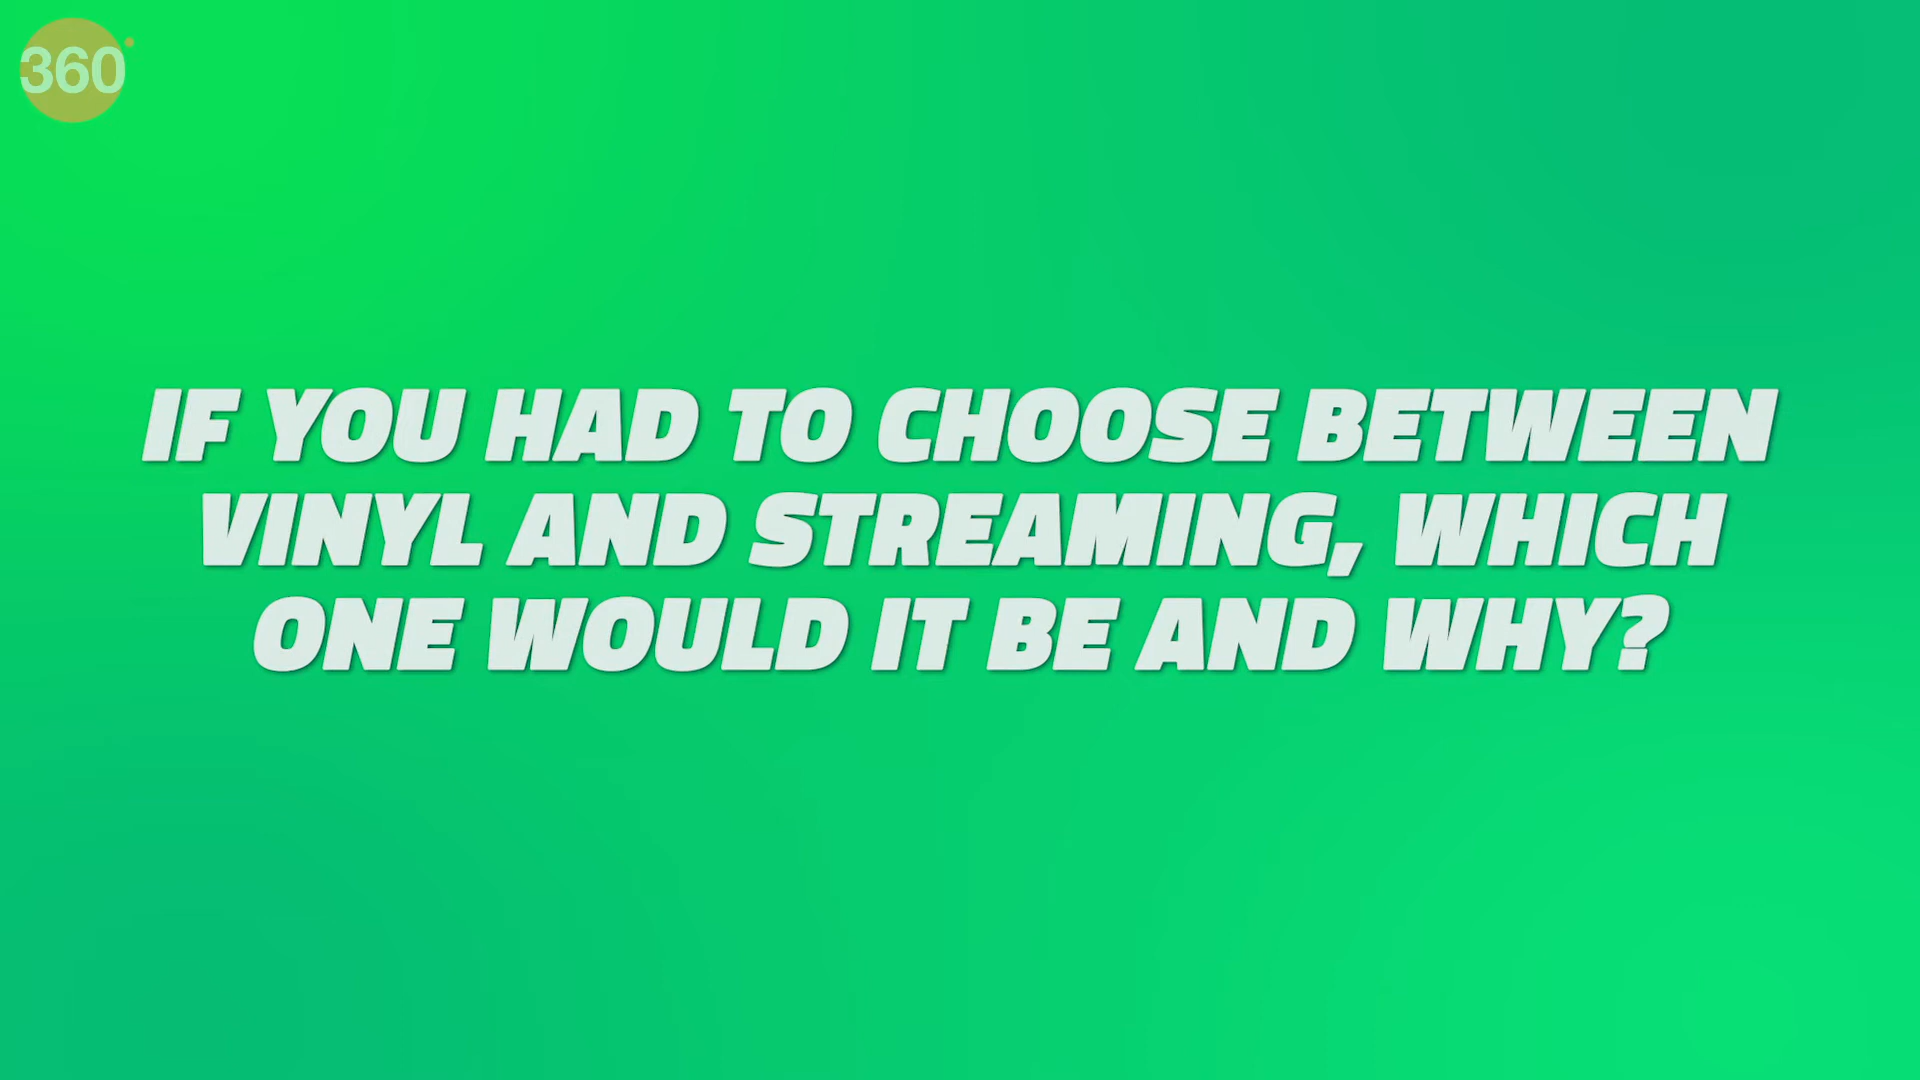 360
IF YOU HAD TO CHOOSE BETWEEN
VINYL AND STREAMING, WHICH
ONE WOULD IT BE AND WHY?